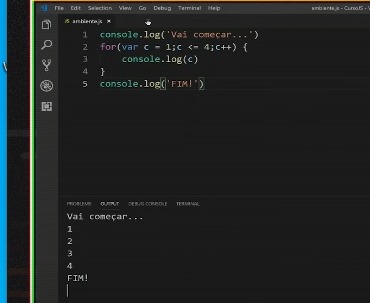 File Edit Selection View Go Debug Terminal Help
ambiente.js - CursoJS -
JS ambiente.js ×
1 console.log('Vai começar...')
2 for(var c = 1;c <= 4;c++) {
3 console.log(c)
4 }
5 console.log('FIM!')
PROBLEMS OUTPUT DEBUG CONSOLE TERMINAL
Vai começar...
1
2
3
4
FIM!